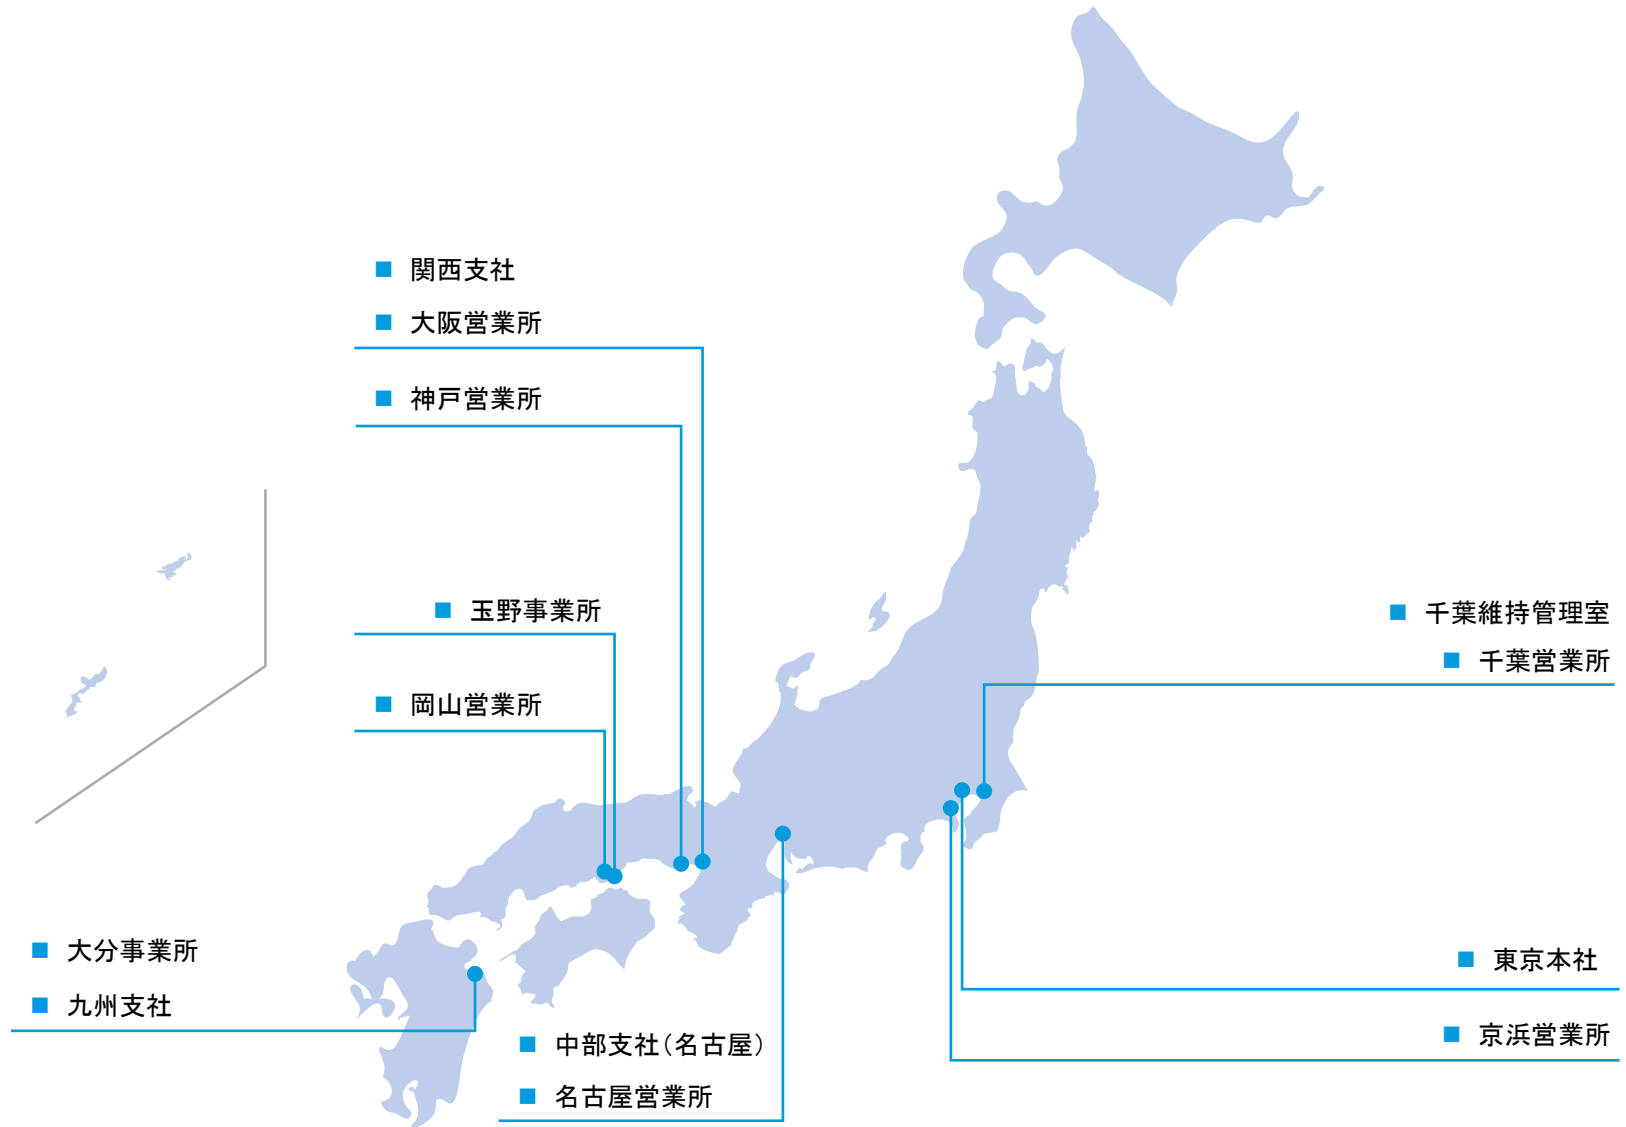 関西支社
大阪営業所
神戸営業所
玉野事業所
岡山営業所
千葉維持管理室
千葉営業所
大分事業所
九州支社
中部支社(名古屋)
名古屋営業所
東京本社
京浜営業所